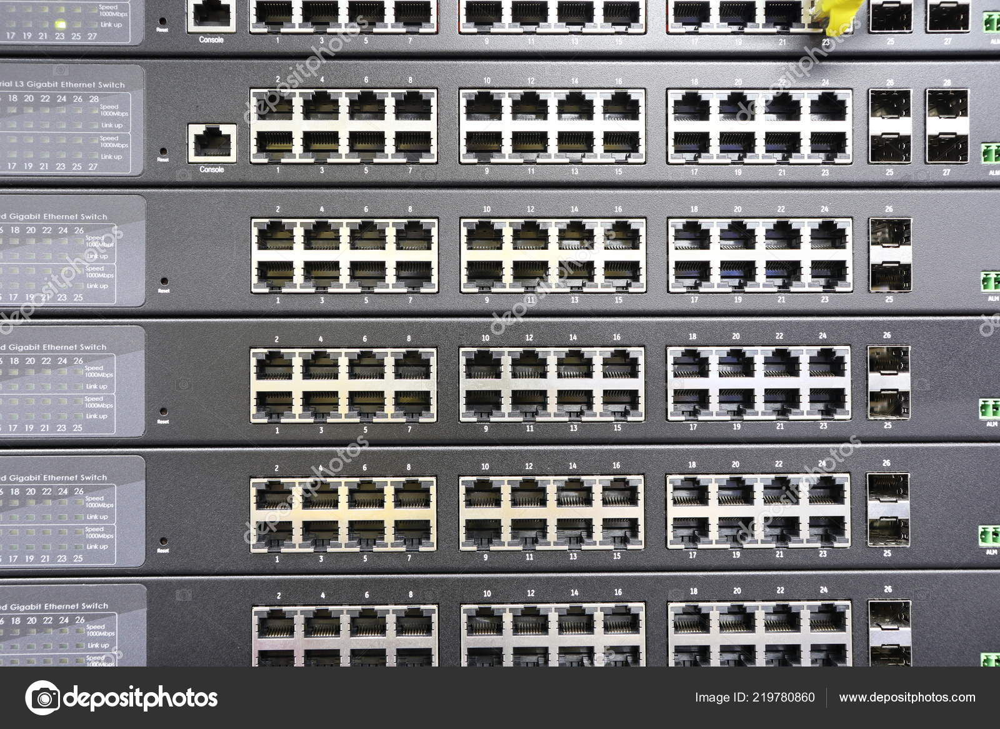 Speed
1000Mbps
Link up
17 19 21 23 25 27
Reset
Console
1 3 5 7 9 11 13 15 17 19 21 23 25 27
L3 Gigabit Ethernet Switch
18 20 22 24 26 28
Speed
1000Mbps
Link up
Speed
1000Mbps
Link up
17 19 21 23 25 27
Reset
Console
2 4 6 8 10 12 14 16 18 20 22 24 26 28
1 3 5 7 9 11 13 15 17 19 21 23 25 27
Gigabit Ethernet Switch
18 20 22 24 26
Speed
1000Mbps
Link up
Speed
1000Mbps
Link up
17 19 21 23 25
Reset
2 4 6 8 10 12 14 16 18 20 22 24 26
1 3 5 7 9 11 13 15 17 19 21 23 25
ALM
Gigabit Ethernet Switch
18 20 22 24 26
Speed
1000Mbps
Link up
Speed
1000Mbps
Link up
17 19 21 23 25
Reset
2 4 6 8 10 12 14 16 18 20 22 24 26
1 3 5 7 9 11 13 15 17 19 21 23 25
ALM
Gigabit Ethernet Switch
18 20 22 24 26
Speed
1000Mbps
Link up
Speed
1000Mbps
Link up
17 19 21 23 25
Reset
2 4 6 8 10 12 14 16 18 20 22 24 26
1 3 5 7 9 11 13 15 17 19 21 23 25
ALM
Gigabit Ethernet Switch
18 20 22 24 26
Speed
1000Mbps
Link up
Speed
1000Mbps
2 4 6 8 10 12 14 16 18 20 22 24 26
depositphotos
Image ID: 219780860
www.depositphotos.com